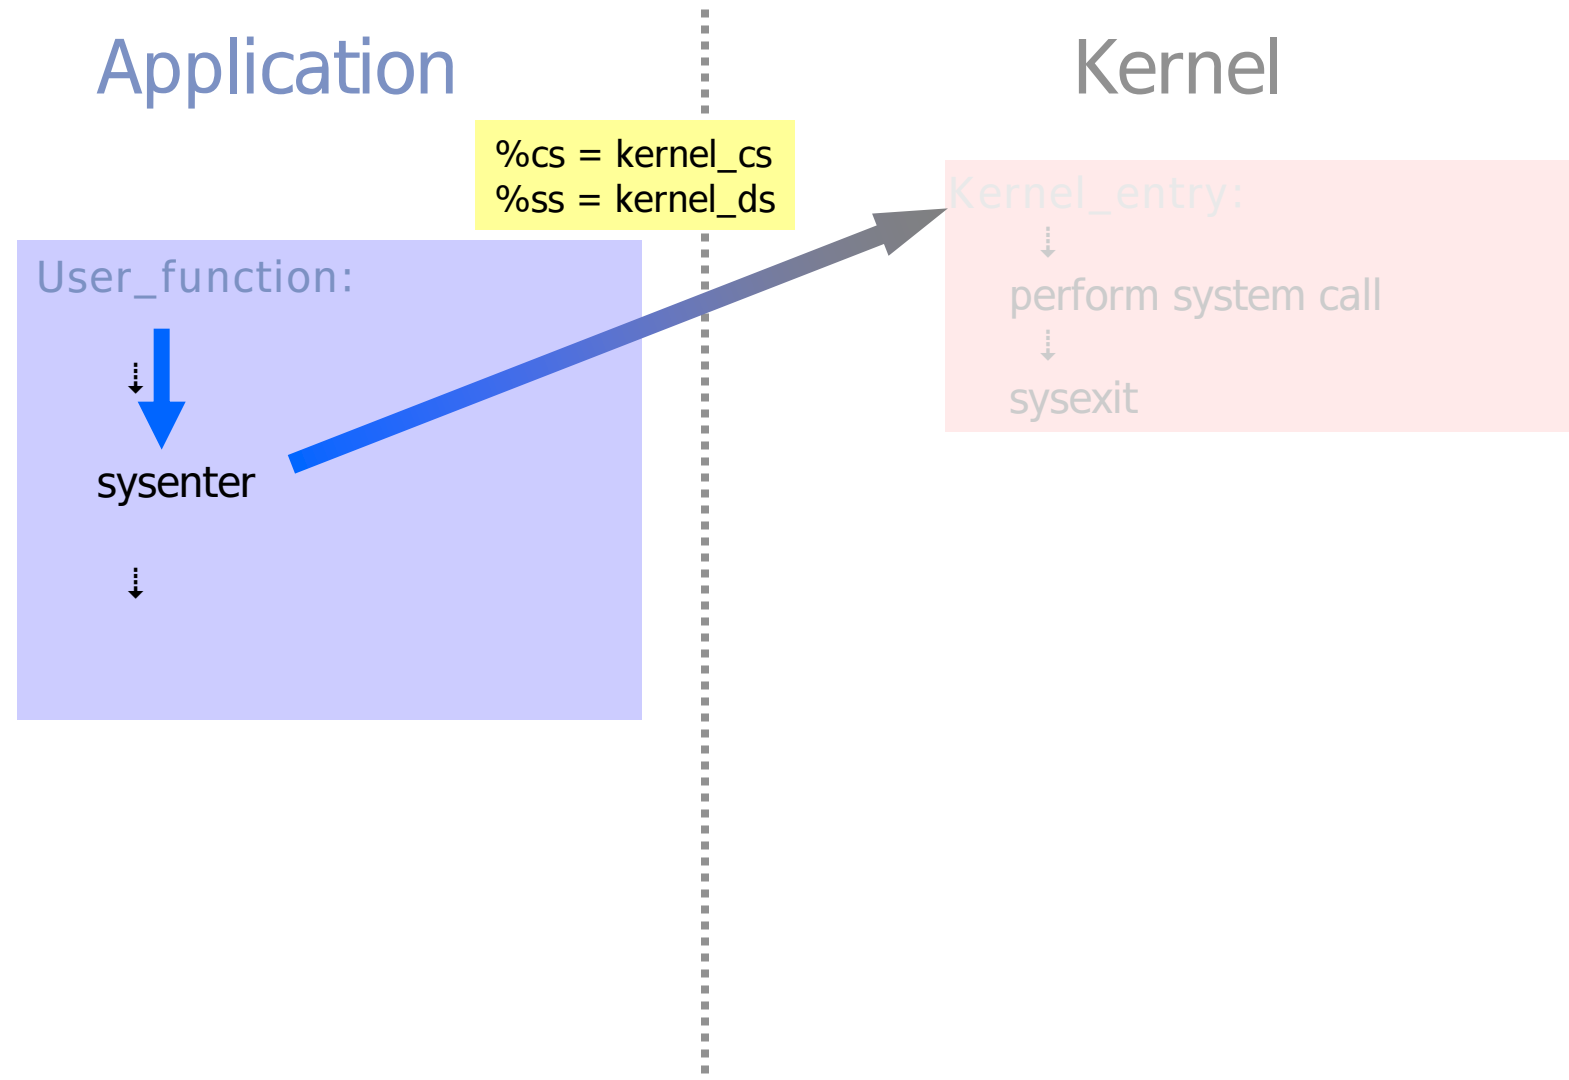 Application
Kernel
%cs = kernel_cs
%ss = kernel_ds
User_function:
⇣
sysenter
⇣
Kernel_entry:
⇣
perform system call
⇣
sysexit